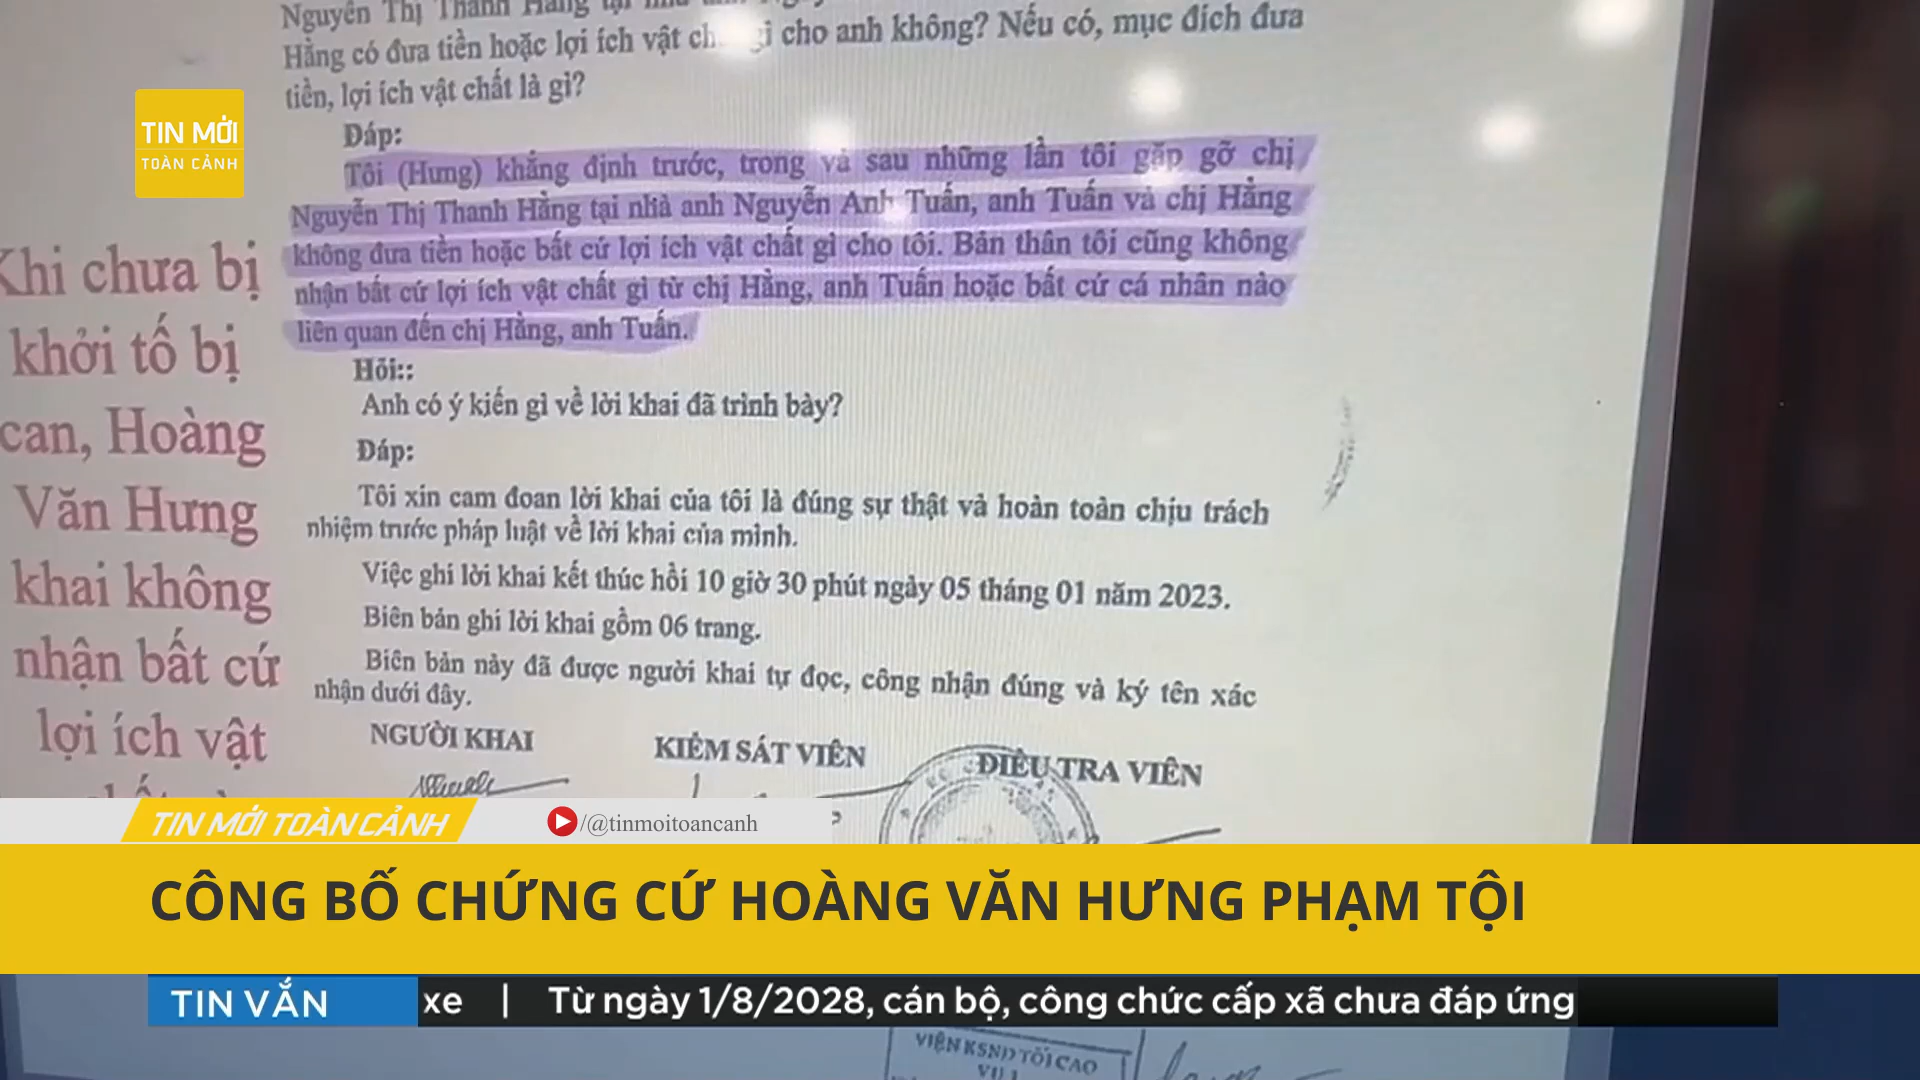 Nguyễn Thị Thanh Hằng tại
Hằng có đưa tiền hoặc lợi ích vật ch gì cho anh không? Nếu có, mục đích đưa
tiền, lợi ích vật chất là gì?
Đáp:
Tôi (Hưng) khẳng định trước, trong và sau những lần tôi gặp gỡ chị
Nguyễn Thị Thanh Hằng tại nhà anh Nguyễn Anh Tuấn, anh Tuấn và chị Hằng
không đưa tiền hoặc bất cứ lợi ích vật chất gì cho tôi. Bản thân tôi cũng không
nhận bất cứ lợi ích vật chất gì từ chị Hằng, anh Tuấn hoặc bất cứ cá nhân nào
liên quan đến chị Hằng, anh Tuấn.
Hỏi::
Anh có ý kiến gì về lời khai đã trình bày?
Đáp:
Tôi xin cam đoan lời khai của tôi là đúng sự thật và hoàn toàn chịu trách
nhiệm trước pháp luật về lời khai của mình.
Việc ghi lời khai kết thúc hồi 10 giờ 30 phút ngày 05 tháng 01 năm 2023.
Biên bản ghi lời khai gồm 06 trang.
Biên bản này đã được người khai tự đọc, công nhận đúng và ký tên xác
nhận dưới đây.
NGƯỜI KHAI
KIỂM SÁT VIÊN
ĐIỀU TRA VIÊN
Khi chưa bị
khởi tố bị
can, Hoàng
Văn Hưng
khai không
nhận bất cứ
lợi ích vật
TIN MỚI
TOÀN CẢNH
TIN MỚI TOÀN CẢNH
/@tinmoitoancanh
CÔNG BỐ CHỨNG CỨ HOÀNG VĂN HƯNG PHẠM TỘI
TIN VẮN
xe | Từ ngày 1/8/2028, cán bộ, công chức cấp xã chưa đáp ứng
VIỆN KSND TỐI CAO
VỤ 1